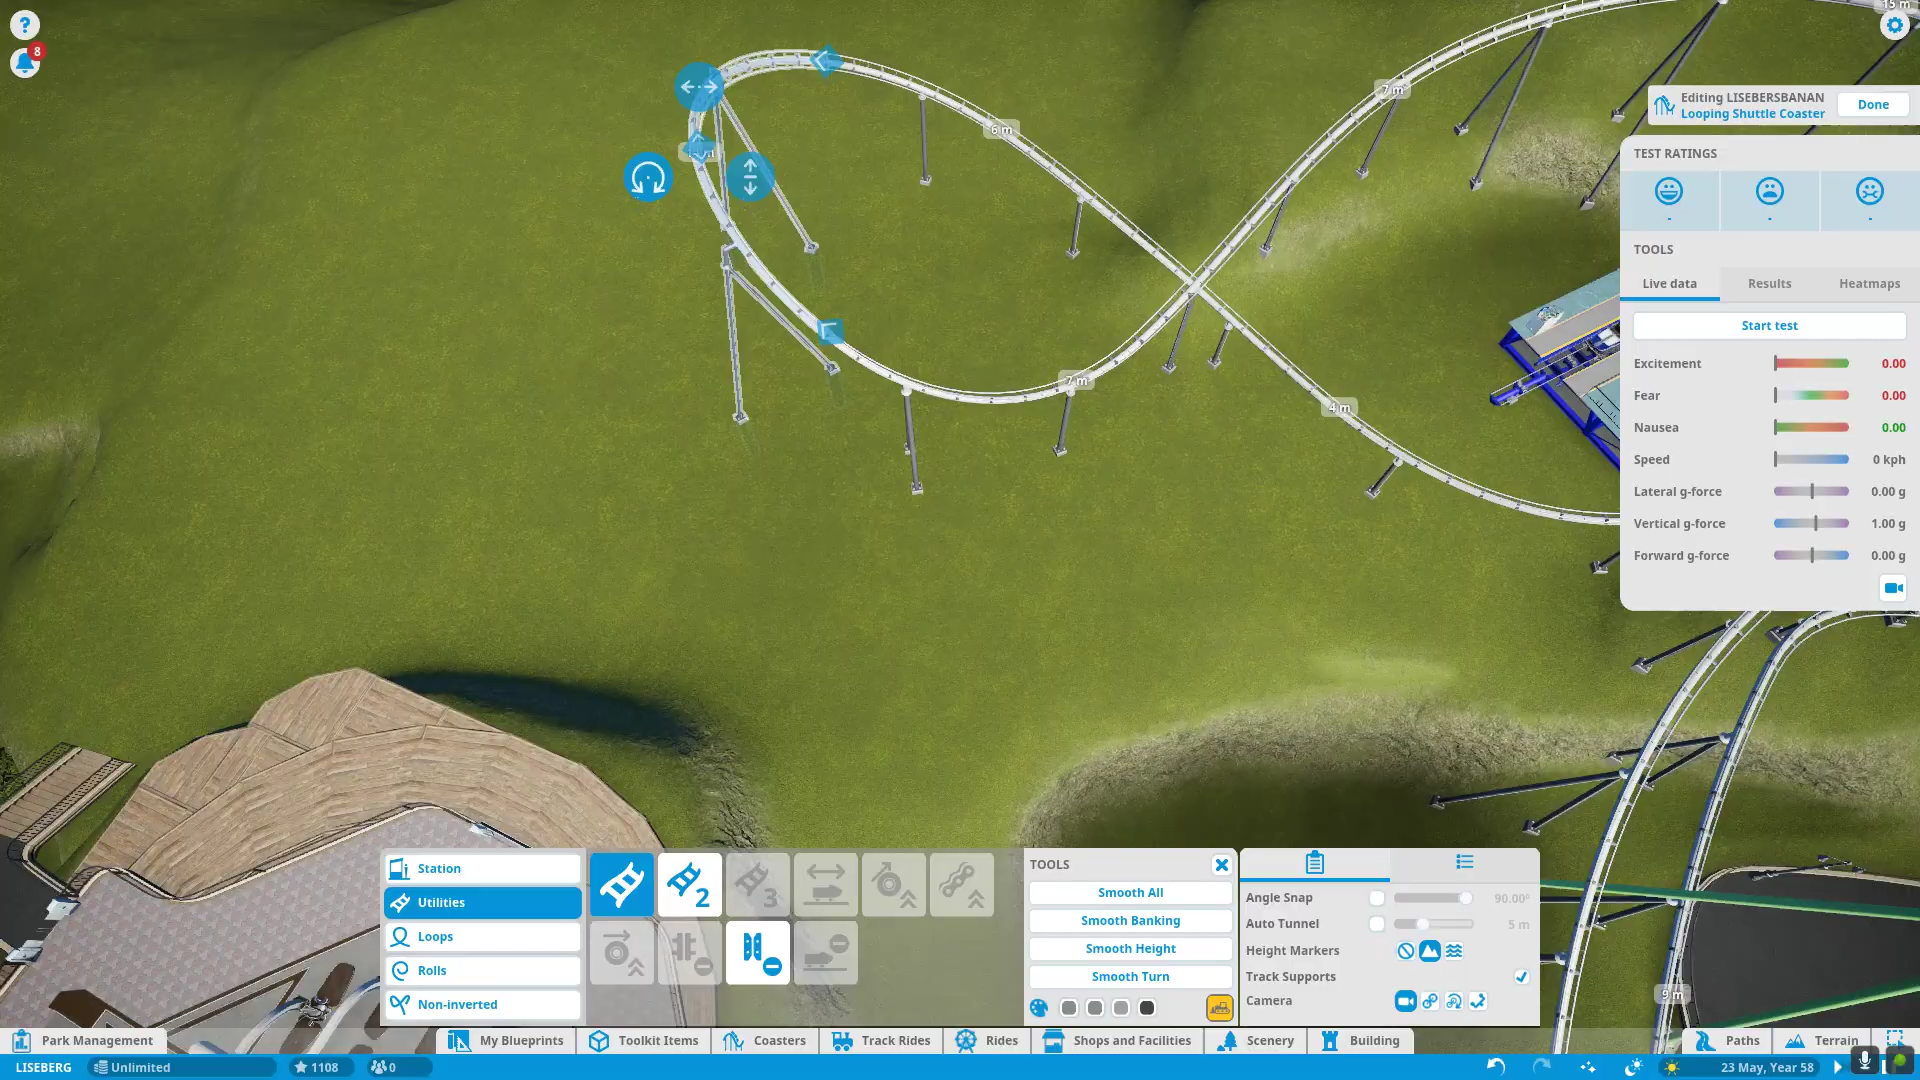 ?
8
15 m
Editing LISEBERSBANAN
Looping Shuttle Coaster
Done
7 m
6 m
7 m
4 m
9 m
TEST RATINGS
- - -
TOOLS
Live data Results Heatmaps
Start test
Excitement 0.00
Fear 0.00
Nausea 0.00
Speed 0 kph
Lateral g-force 0.00 g
Vertical g-force 1.00 g
Forward g-force 0.00 g
Station
Utilities
Loops
Rolls
Non-inverted
2
3
TOOLS
Smooth All
Smooth Banking
Smooth Height
Smooth Turn
Angle Snap 90.00°
Auto Tunnel 5 m
Height Markers
Track Supports
Camera
Park Management My Blueprints Toolkit Items Coasters Track Rides Rides Shops and Facilities Scenery Building Paths Terrain
LISEBERG Unlimited 1108 0 23 May, Year 58